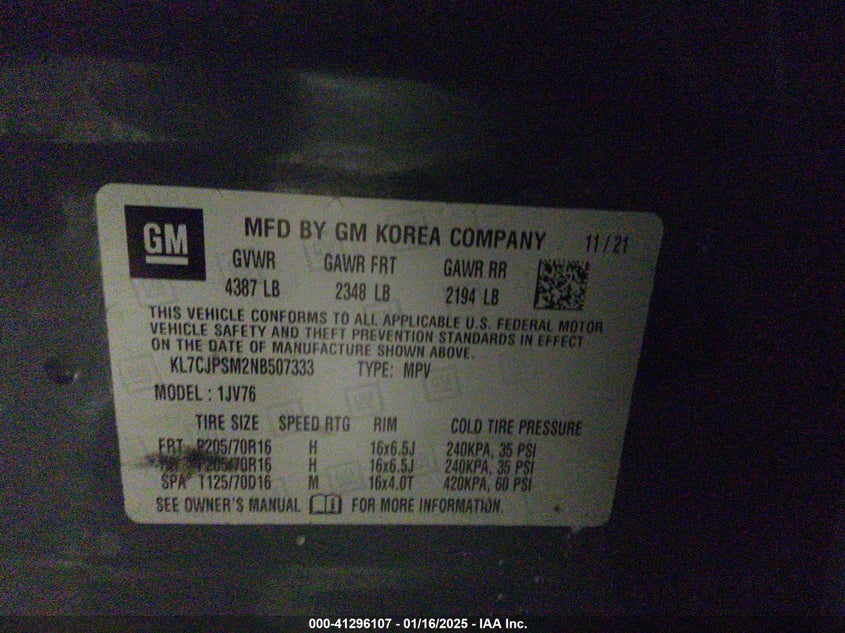 GM
MFD BY GM KOREA COMPANY 11/21
GVWR GAWR FRT GAWR RR
4387 LB 2348 LB 2194 LB
THIS VEHICLE CONFORMS TO ALL APPLICABLE U.S. FEDERAL MOTOR
VEHICLE SAFETY AND THEFT PREVENTION STANDARDS IN EFFECT
ON THE DATE OF MANUFACTURE SHOWN ABOVE.
KL7CJPSM2NB507333 TYPE: MPV
MODEL : 1JV76
TIRE SIZE SPEED RTG RIM COLD TIRE PRESSURE
FRT P205/70R16 H 16x6.5J 240KPA, 35 PSI
P205/70R16 H 16x6.5J 240KPA, 35 PSI
SPA T125/70D16 M 16x4.0T 420KPA, 60 PSI
SEE OWNER'S MANUAL FOR MORE INFORMATION.
000-41296107 - 01/16/2025 - IAA Inc.